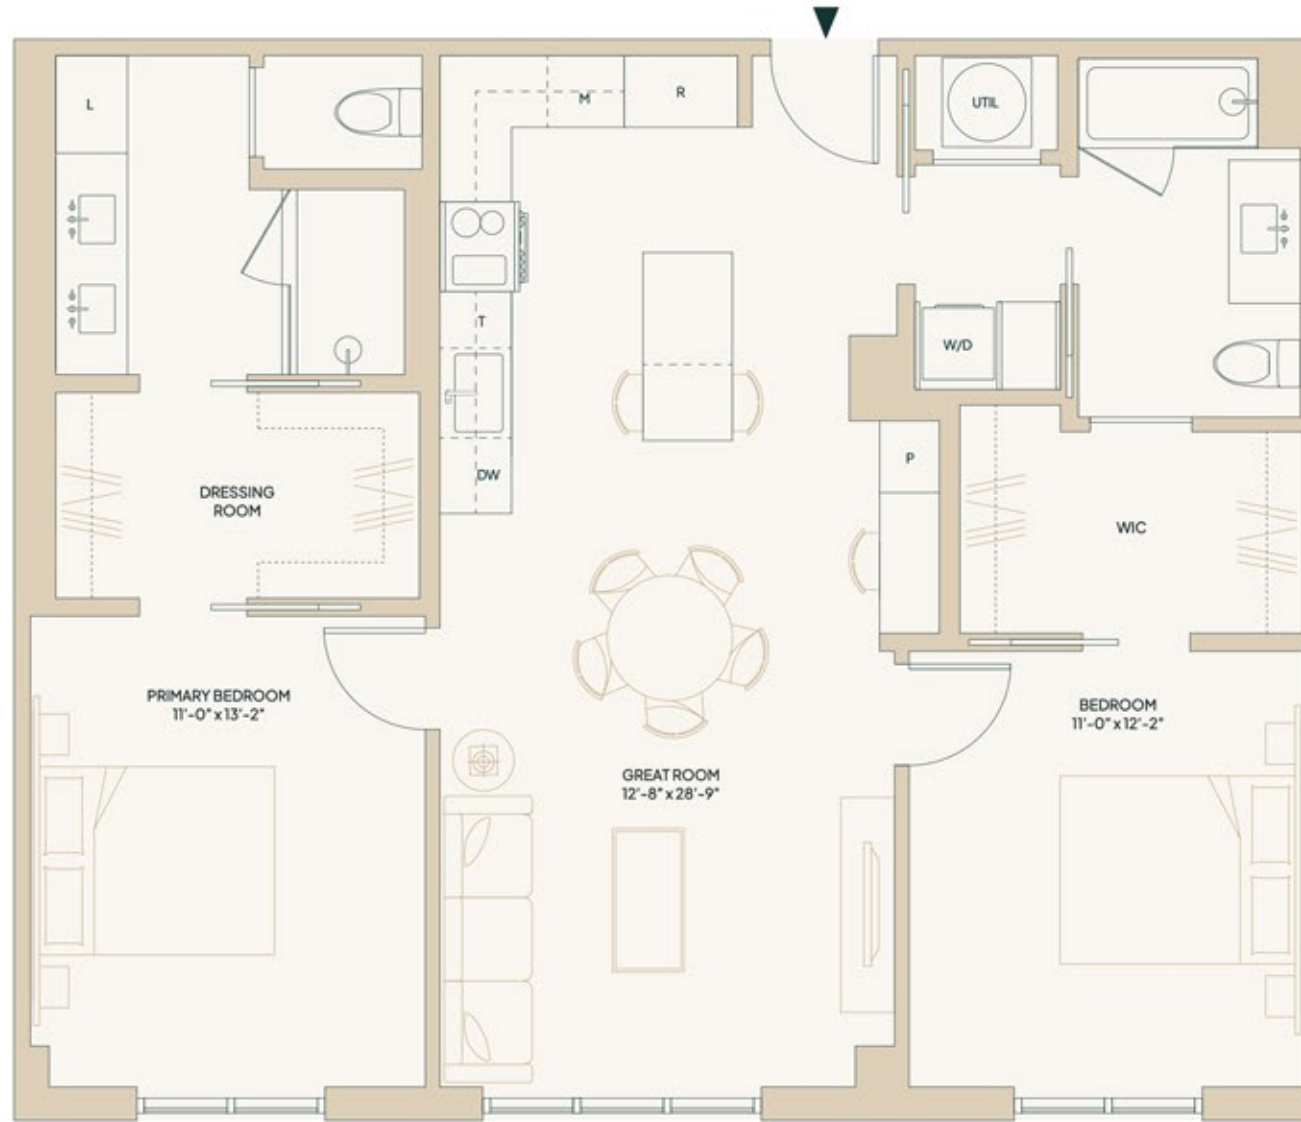 L
M
R
UTIL
T
W/D
DW
P
DRESSING
ROOM
WIC
PRIMARY BEDROOM
11'-0" x 13'-2"
BEDROOM
11'-0" x 12'-2"
GREAT ROOM
12'-8" x 28'-9"